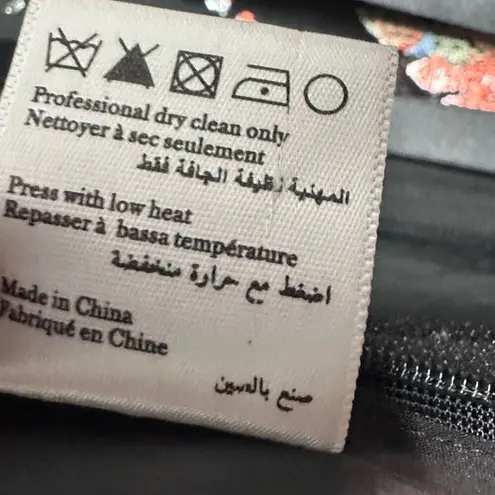 Professional dry clean only
Nettoyer à sec seulement
المهنية نظيفة الجافة فقط
Press with low heat
Repasser à bassa température
اضغط مع حرارة منخفضة
Made in China
Fabriqué en Chine
صنع بالصين